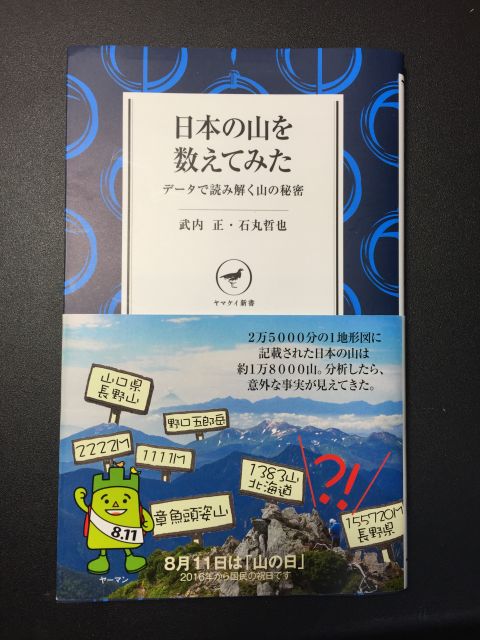 日本の山を
数えてみた
データで読み解く山の秘密
武内 正・石丸哲也
ヤマケイ新書
2万5000分の1地形図に
記載された日本の山は
約1万8000山。分析したら、
意外な事実が見えてきた。
山口県
長野山
野口五郎岳
2222M
1111M
1383山
北海道
?!
章魚頭姿山
155720M
長野県
8.11
ヤーマン
8月11日は「山の日」
2016年から国民の祝日です